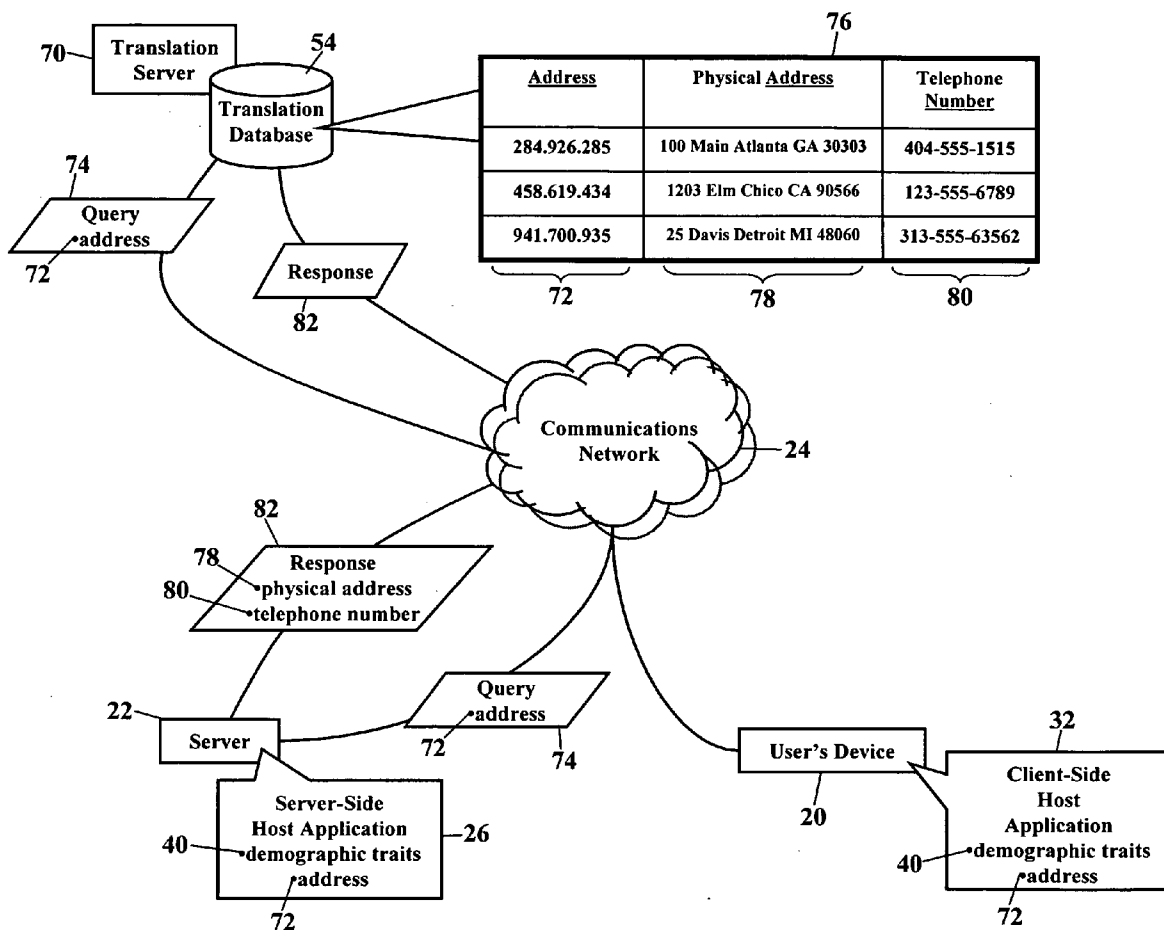 70
Translation
Server
54
Translation
Database
76
Address
Physical Address
Telephone
Number
284.926.285
100 Main Atlanta GA 30303
404-555-1515
458.619.434
1203 Elm Chico CA 90566
123-555-6789
941.700.935
25 Davis Detroit MI 48060
313-555-63562
72
78
80
74
Query
•address
72
Response
82
Communications
Network
24
82
Response
78
•physical address
80
•telephone number
22
Server
Query
•address
72
74
User's Device
20
32
Client-Side
Host
Application
40
•demographic traits
•address
72
Server-Side
Host Application
26
40
•demographic traits
•address
72